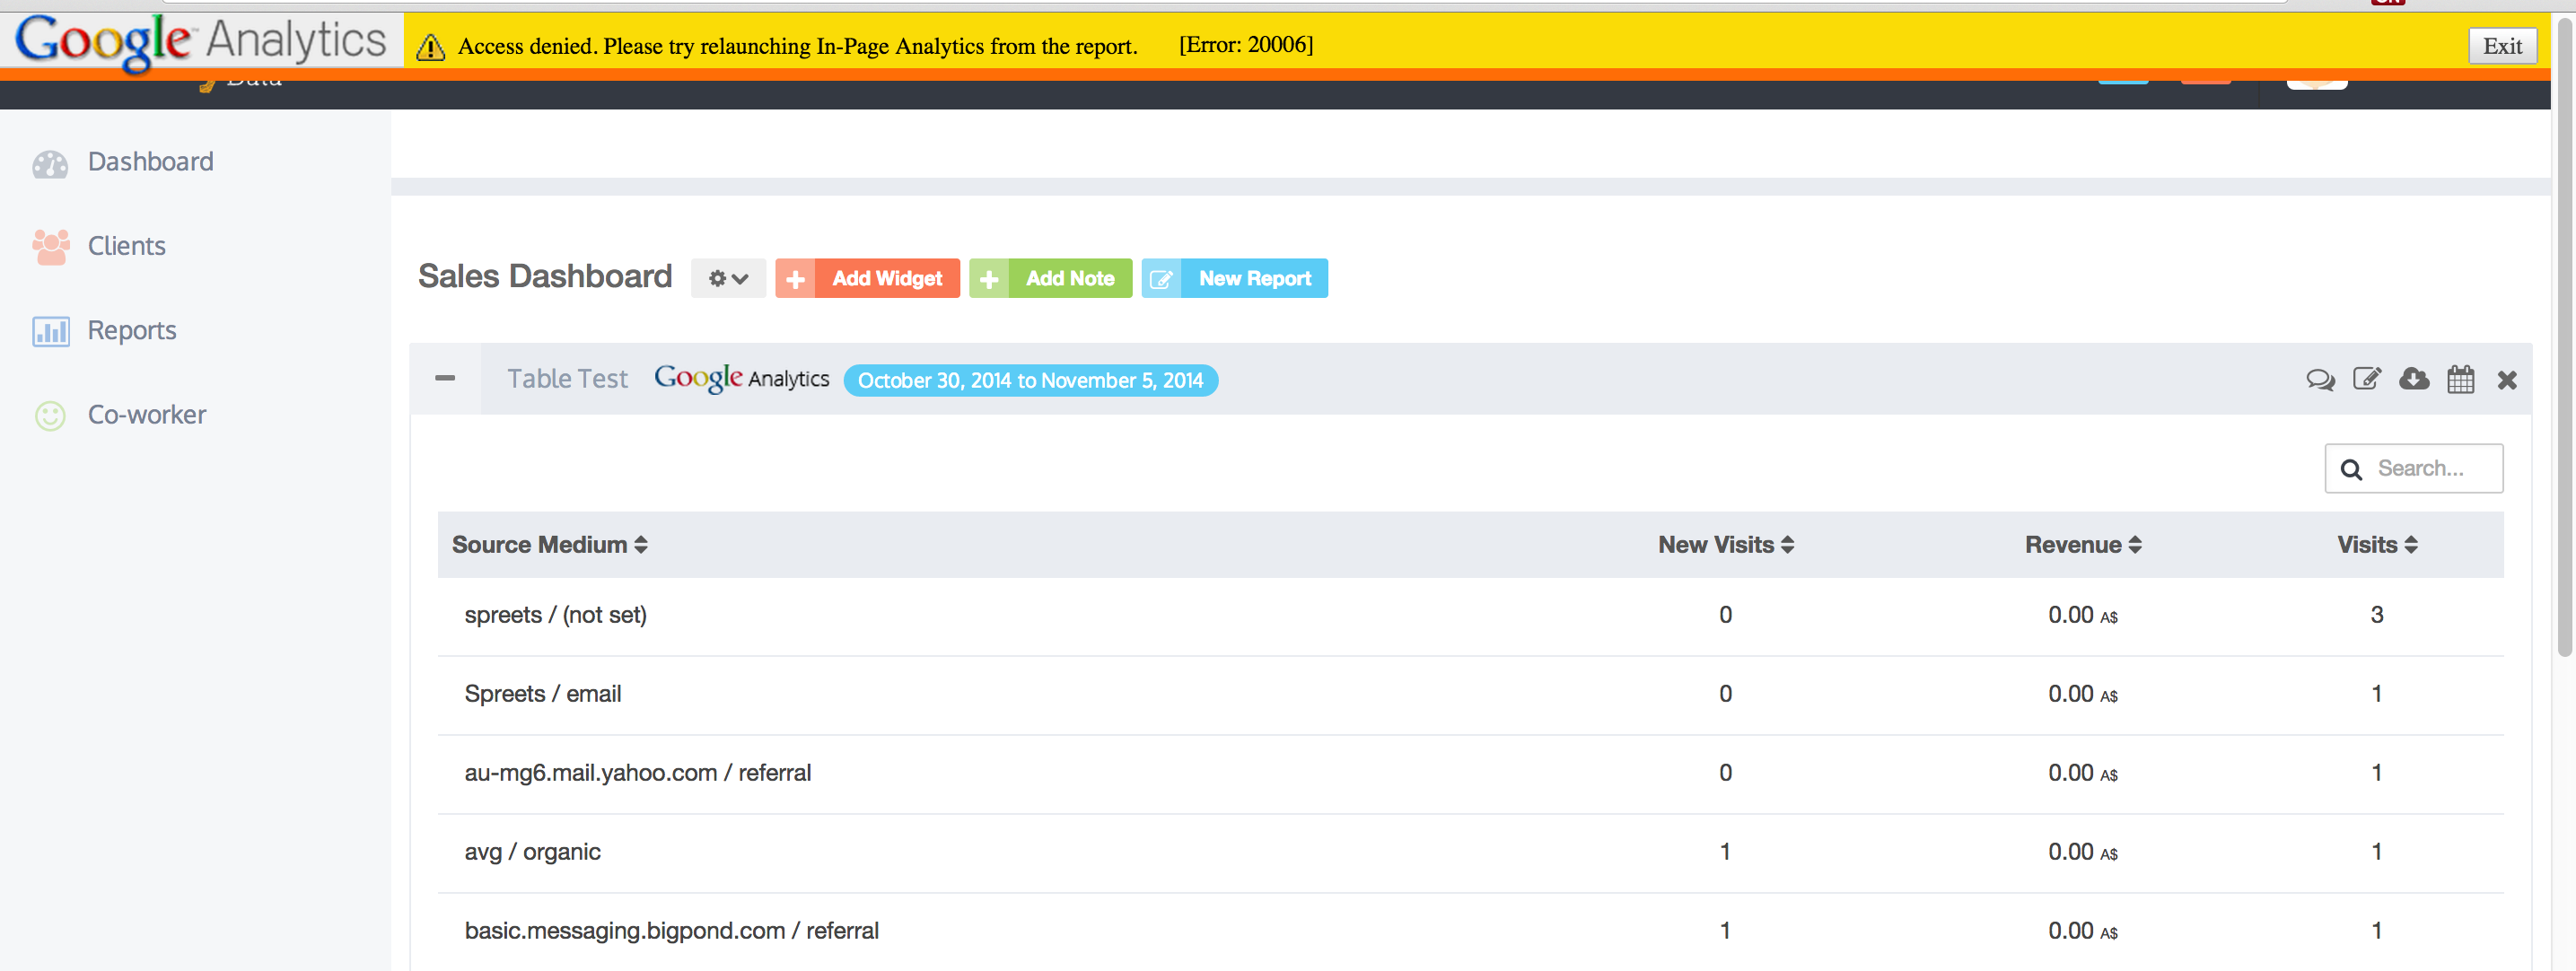 Google™ Analytics
Access denied. Please try relaunching In-Page Analytics from the report. [Error: 20006]
Exit
Data
Dashboard
Clients
Reports
Co-worker
Sales Dashboard
Add Widget
Add Note
New Report
Table Test Google Analytics October 30, 2014 to November 5, 2014
Search...
Source Medium New Visits Revenue Visits
spreets / (not set) 0 0.00 A$ 3
Spreets / email 0 0.00 A$ 1
au-mg6.mail.yahoo.com / referral 0 0.00 A$ 1
avg / organic 1 0.00 A$ 1
basic.messaging.bigpond.com / referral 1 0.00 A$ 1